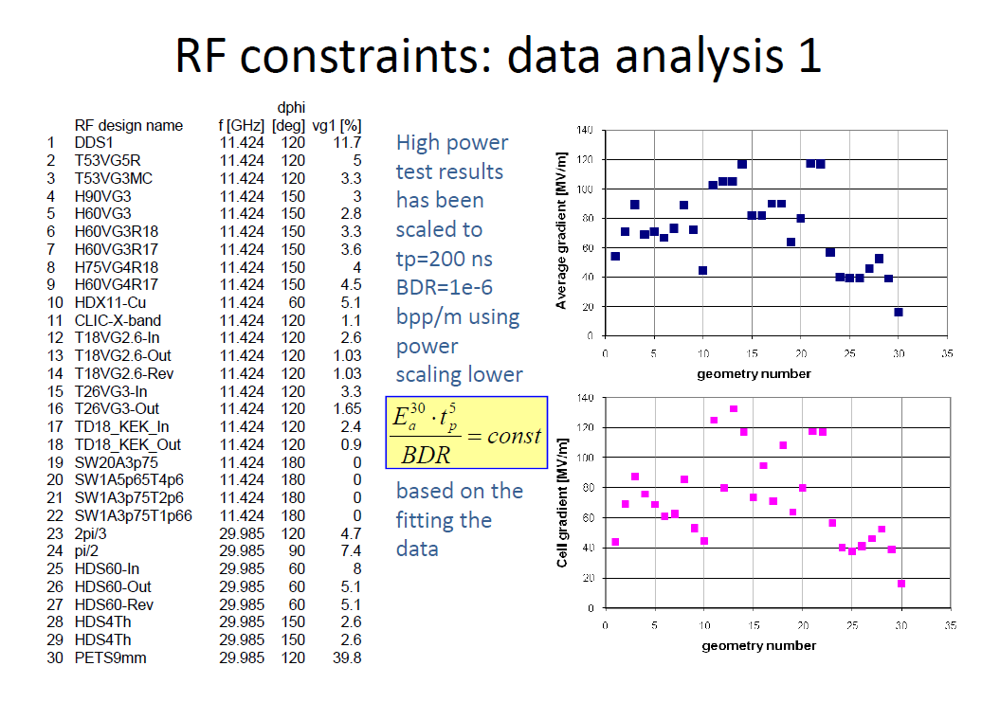 RF constraints: data analysis 1
dphi
RF design name f [GHz] [deg] vg1 [%]
1 DDS1 11.424 120 11.7
2 T53VG5R 11.424 120 5
3 T53VG3MC 11.424 120 3.3
4 H90VG3 11.424 150 3
5 H60VG3 11.424 150 2.8
6 H60VG3R18 11.424 150 3.3
7 H60VG3R17 11.424 150 3.6
8 H75VG4R18 11.424 150 4
9 H60VG4R17 11.424 150 4.5
10 HDX11-Cu 11.424 60 5.1
11 CLIC-X-band 11.424 120 1.1
12 T18VG2.6-In 11.424 120 2.6
13 T18VG2.6-Out 11.424 120 1.03
14 T18VG2.6-Rev 11.424 120 1.03
15 T26VG3-In 11.424 120 3.3
16 T26VG3-Out 11.424 120 1.65
17 TD18_KEK_In 11.424 120 2.4
18 TD18_KEK_Out 11.424 120 0.9
19 SW20A3p75 11.424 180 0
20 SW1A5p65T4p6 11.424 180 0
21 SW1A3p75T2p6 11.424 180 0
22 SW1A3p75T1p66 11.424 180 0
23 2pi/3 29.985 120 4.7
24 pi/2 29.985 90 7.4
25 HDS60-In 29.985 60 8
26 HDS60-Out 29.985 60 5.1
27 HDS60-Rev 29.985 60 5.1
28 HDS4Th 29.985 150 2.6
29 HDS4Th 29.985 150 2.6
30 PETS9mm 29.985 120 39.8
High power
test results
has been
scaled to
tp=200 ns
BDR=1e-6
bpp/m using
power
scaling lower
E_a^30 · t_p^5 / BDR = const
based on the
fitting the
data
140
120
100
80
60
40
20
0
Average gradient [MV/m]
0 5 10 15 20 25 30 35
geometry number
140
120
100
80
60
40
20
0
Cell gradient [MV/m]
0 5 10 15 20 25 30 35
geometry number